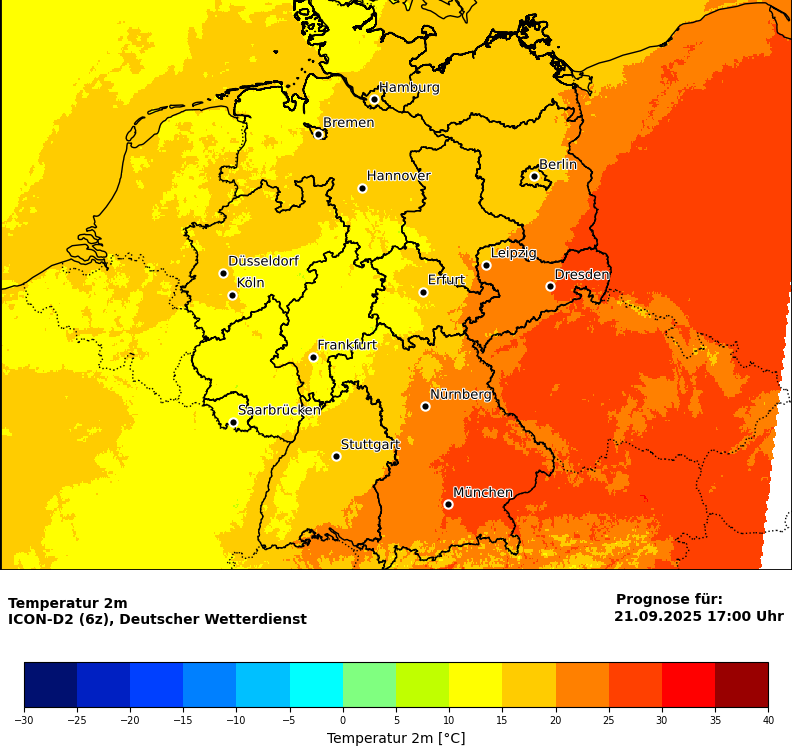 Hamburg
Bremen
Berlin
Hannover
Leipzig
Düsseldorf
Dresden
Köln
Erfurt
Frankfurt
Nürnberg
Saarbrücken
Stuttgart
München
Temperatur 2m
ICON-D2 (6z), Deutscher Wetterdienst
Prognose für:
21.09.2025 17:00 Uhr
−30 −25 −20 −15 −10 −5 0 5 10 15 20 25 30 35 40
Temperatur 2m [°C]